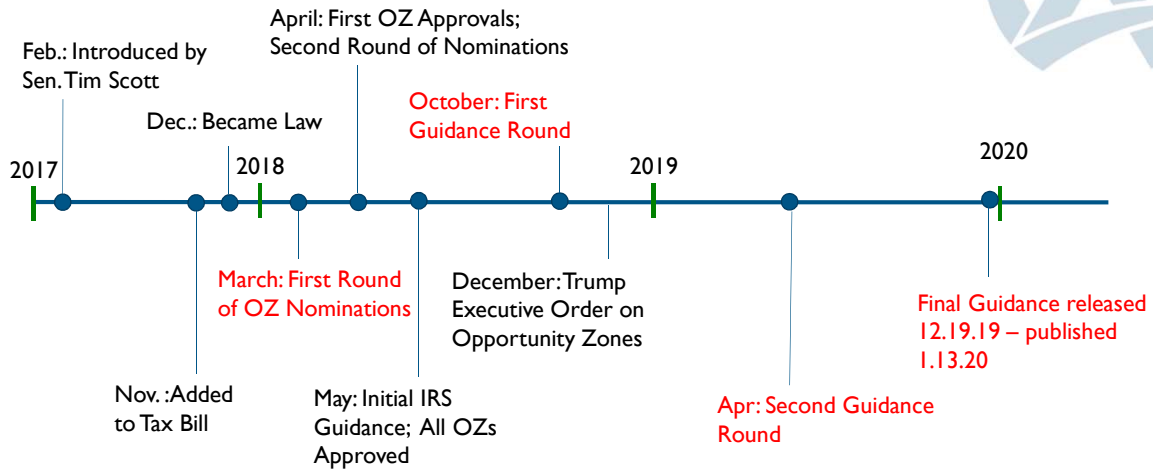 April: First OZ Approvals;
Second Round of Nominations
Feb.: Introduced by
Sen. Tim Scott
October: First
Guidance Round
Dec.: Became Law
2017
2018
2019
2020
March: First Round
of OZ Nominations
December: Trump
Executive Order on
Opportunity Zones
Final Guidance released
12.19.19 – published
1.13.20
Nov. :Added
to Tax Bill
May: Initial IRS
Guidance; All OZs
Approved
Apr: Second Guidance
Round